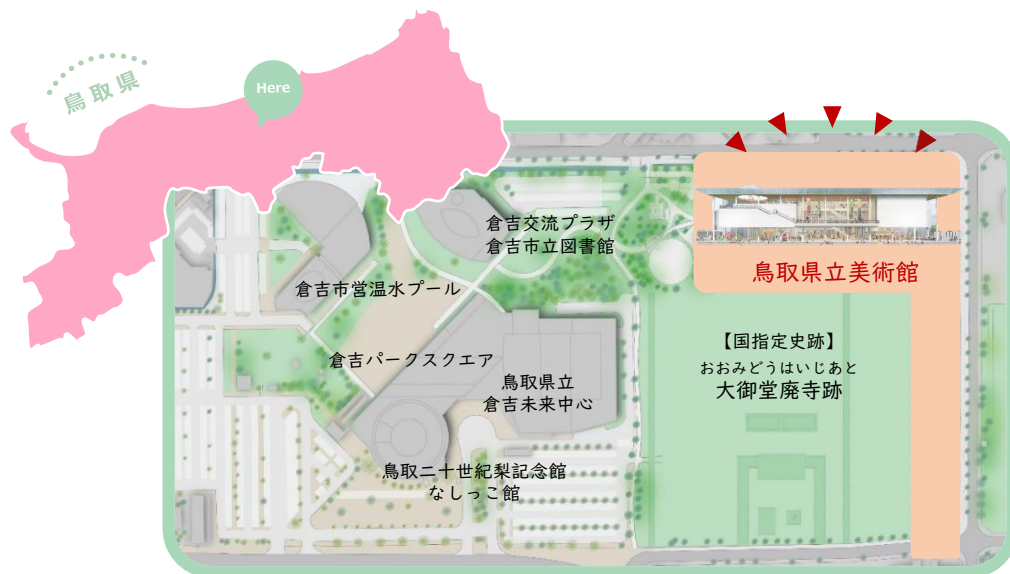 鳥取県
Here
倉吉交流プラザ
倉吉市立図書館
鳥取県立美術館
倉吉市営温水プール
倉吉パークスクエア
【国指定史跡】
おおみどうはいじあと
大御堂廃寺跡
鳥取県立
倉吉未来中心
鳥取二十世紀梨記念館
なしっこ館